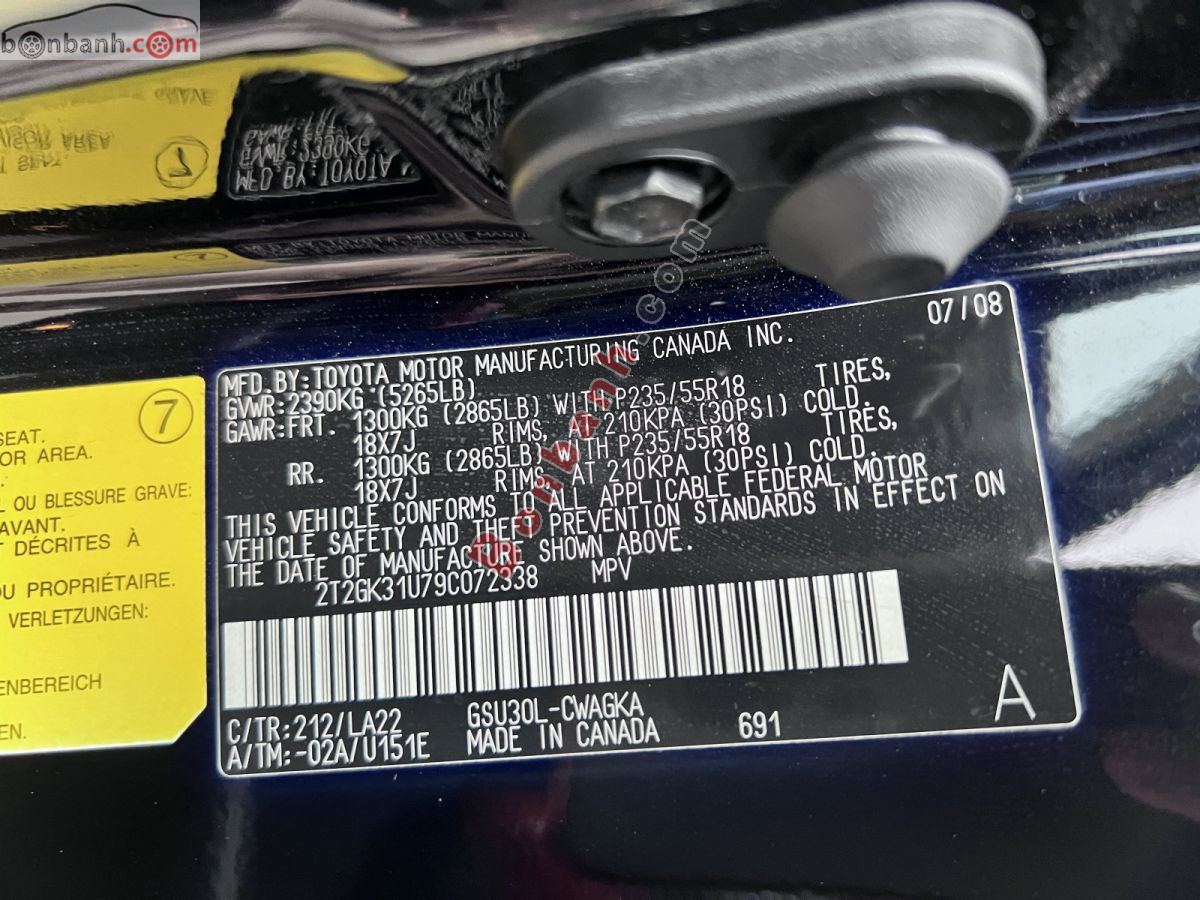 bonbanh.com
Bonbanh.com
07/08
MFD.BY:TOYOTA MOTOR MANUFACTURING CANADA INC.
GVWR:2390KG (5265LB)
GAWR:FRT. 1300KG (2865LB) WITH P235/55R18 TIRES,
18X7J RIMS, AT 210KPA (30PSI) COLD.
RR. 1300KG (2865LB) WITH P235/55R18 TIRES,
18X7J RIMS, AT 210KPA (30PSI) COLD.
THIS VEHICLE CONFORMS TO ALL APPLICABLE FEDERAL MOTOR
VEHICLE SAFETY AND THEFT PREVENTION STANDARDS IN EFFECT ON
THE DATE OF MANUFACTURE SHOWN ABOVE.
2T2GK31U79C072338 MPV
C/TR:212/LA22 GSU30L-CWAGKA
A/TM:-02A/U151E MADE IN CANADA 691
A
7
SEAT.
OR AREA.
L OU BLESSURE GRAVE:
AVANT.
T DÉCRITES À
DU PROPRIÉTAIRE.
VERLETZUNGEN.
ENBEREICH
EN.